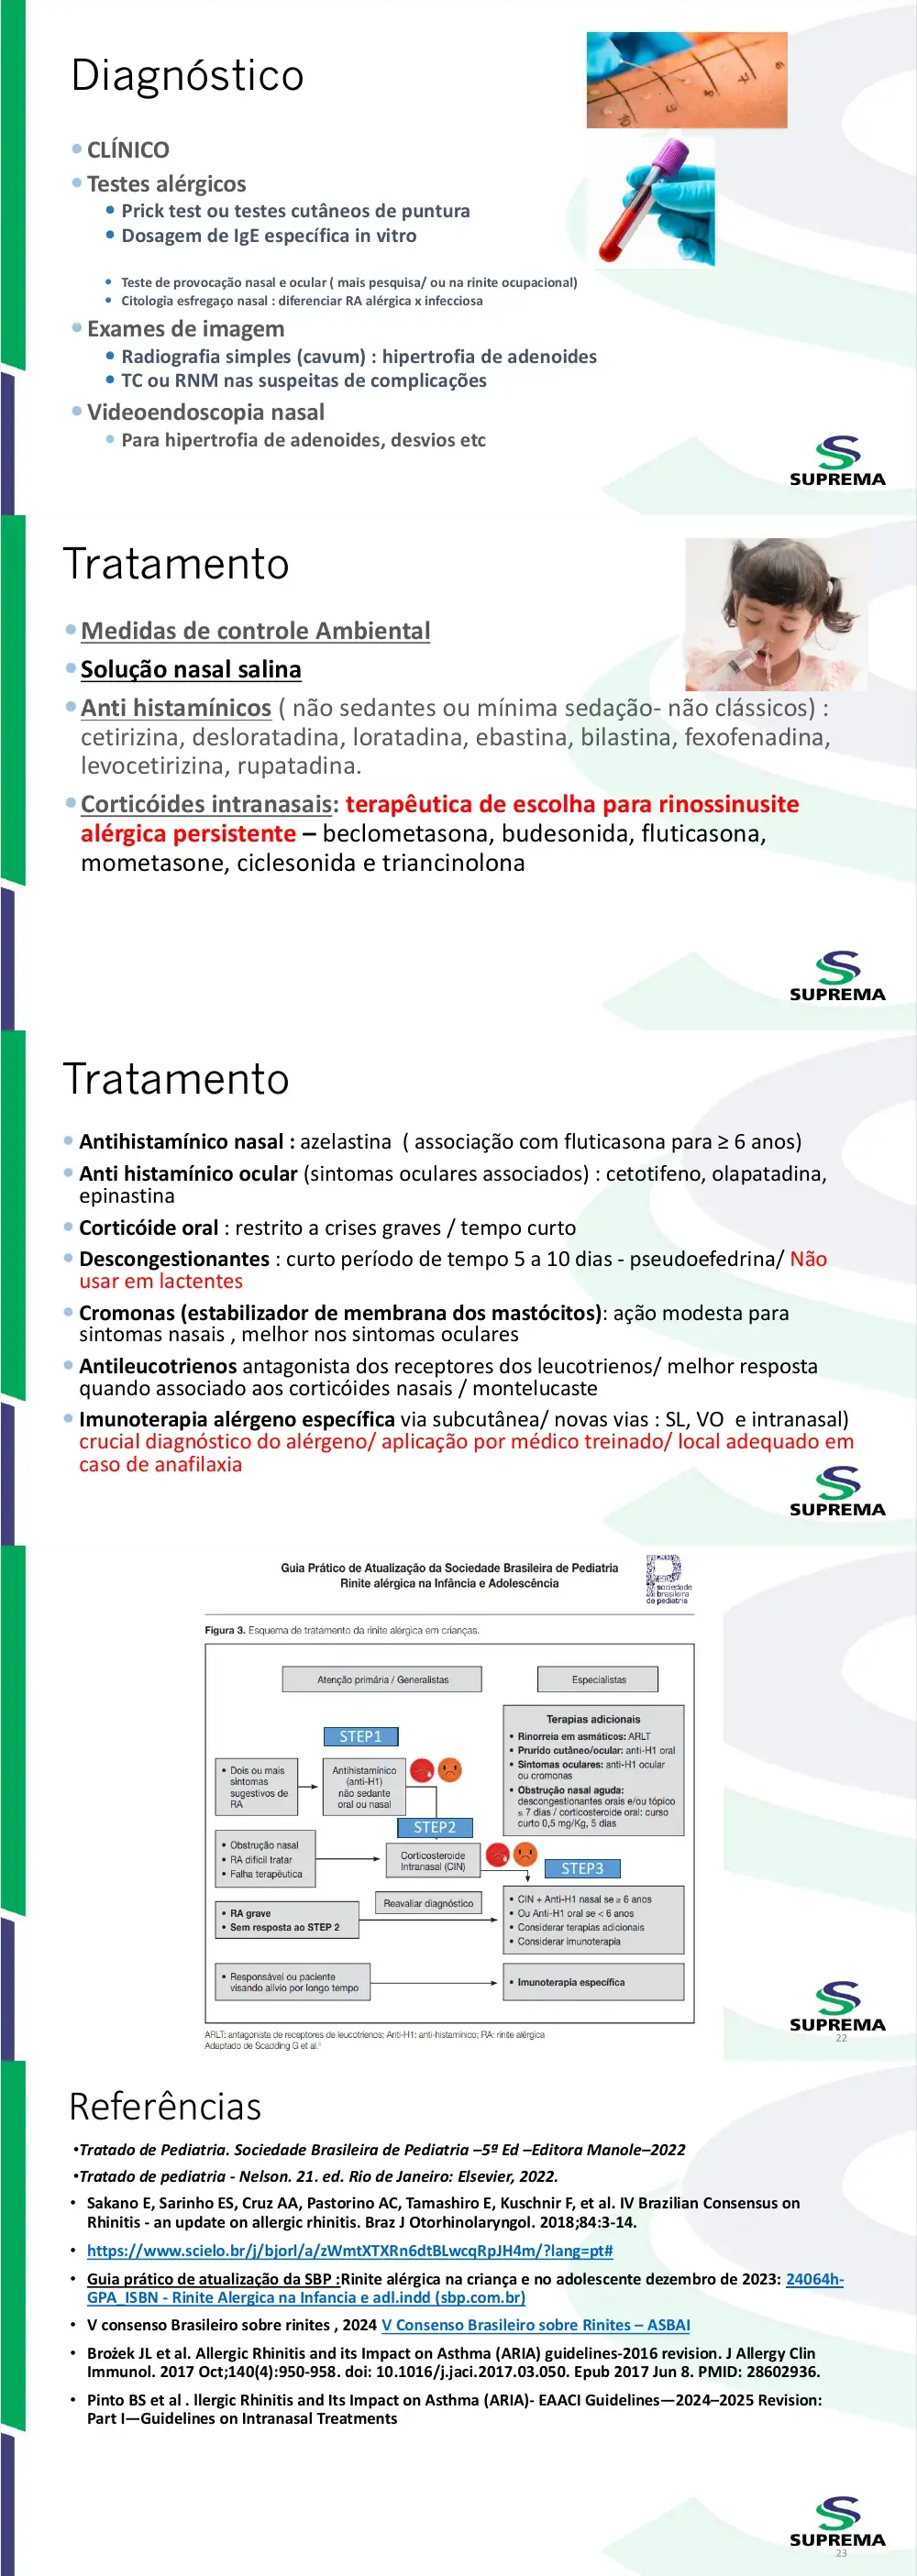 Diagnóstico
• CLÍNICO
• Testes alérgicos
• Prick test ou testes cutâneos de puntura
• Dosagem de IgE específica in vitro
• Teste de provocação nasal e ocular ( mais pesquisa/ ou na rinite ocupacional)
• Citologia esfregaço nasal : diferenciar RA alérgica x infecciosa
• Exames de imagem
• Radiografia simples (cavum) : hipertrofia de adenoides
• TC ou RNM nas suspeitas de complicações
• Videoendoscopia nasal
• Para hipertrofia de adenoides, desvios etc
SUPREMA
Tratamento
• Medidas de controle Ambiental
• Solução nasal salina
• Anti histamínicos ( não sedantes ou mínima sedação- não clássicos) :
cetirizina, desloratadina, loratadina, ebastina, bilastina, fexofenadina,
levocetirizina, rupatadina.
• Corticóides intranasais: terapêutica de escolha para rinossinusite
alérgica persistente – beclometasona, budesonida, fluticasona,
mometasone, ciclesonida e triancinolona
SUPREMA
Tratamento
• Antihistamínico nasal : azelastina ( associação com fluticasona para ≥ 6 anos)
• Anti histamínico ocular (sintomas oculares associados) : cetotifeno, olapatadina,
epinastina
• Corticóide oral : restrito a crises graves / tempo curto
• Descongestionantes : curto período de tempo 5 a 10 dias - pseudoefedrina/ Não
usar em lactentes
• Cromonas (estabilizador de membrana dos mastócitos): ação modesta para
sintomas nasais , melhor nos sintomas oculares
• Antileucotrienos antagonista dos receptores dos leucotrienos/ melhor resposta
quando associado aos corticóides nasais / montelucaste
• Imunoterapia alérgeno específica via subcutânea/ novas vias : SL, VO e intranasal)
crucial diagnóstico do alérgeno/ aplicação por médico treinado/ local adequado em
caso de anafilaxia
SUPREMA
Guia Prático de Atualização da Sociedade Brasileira de Pediatria
Rinite alérgica na Infância e Adolescência
sociedade
brasileira
de pediatria
Figura 3. Esquema de tratamento da rinite alérgica em crianças.
Atenção primária / Generalistas
Especialistas
Terapias adicionais
• Rinorreia em asmáticos: ARLT
• Prurido cutâneo/ocular: anti-H1 oral
• Sintomas oculares: anti-H1 ocular
ou cromonas
• Obstrução nasal aguda:
descongestionantes orais e/ou tópico
≤ 7 dias / corticosteroide oral: curso
curto 0,5 mg/Kg, 5 dias
STEP1
• Dois ou mais
sintomas
sugestivos de
RA
Antihistamínico
(anti-H1)
não sedante
oral ou nasal
STEP2
• Obstrução nasal
• RA difícil tratar
• Falha terapêutica
Corticosteroide
Intranasal (CIN)
STEP3
Reavaliar diagnóstico
• RA grave
• Sem resposta ao STEP 2
• CIN + Anti-H1 nasal se ≥ 6 anos
• Ou Anti-H1 oral se < 6 anos
• Considerar terapias adicionais
• Considerar imunoterapia
• Responsável ou paciente
visando alívio por longo tempo
• Imunoterapia específica
ARLT: antagonista de receptores de leucotrienos; Anti-H1: anti-histamínico; RA: rinite alérgica
Adaptado de Scadding G et al.
SUPREMA
22
Referências
•Tratado de Pediatria. Sociedade Brasileira de Pediatria –5ª Ed –Editora Manole–2022
•Tratado de pediatria - Nelson. 21. ed. Rio de Janeiro: Elsevier, 2022.
• Sakano E, Sarinho ES, Cruz AA, Pastorino AC, Tamashiro E, Kuschnir F, et al. IV Brazilian Consensus on
Rhinitis - an update on allergic rhinitis. Braz J Otorhinolaryngol. 2018;84:3-14.
• https://www.scielo.br/j/bjorl/a/zWmtXTXRn6dtBLwcqRpJH4m/?lang=pt#
• Guia prático de atualização da SBP :Rinite alérgica na criança e no adolescente dezembro de 2023: 24064h-
GPA_ISBN - Rinite Alergica na Infancia e adl.indd (sbp.com.br)
• V consenso Brasileiro sobre rinites , 2024 V Consenso Brasileiro sobre Rinites – ASBAI
• Brożek JL et al. Allergic Rhinitis and its Impact on Asthma (ARIA) guidelines-2016 revision. J Allergy Clin
Immunol. 2017 Oct;140(4):950-958. doi: 10.1016/j.jaci.2017.03.050. Epub 2017 Jun 8. PMID: 28602936.
• Pinto BS et al . llergic Rhinitis and Its Impact on Asthma (ARIA)- EAACI Guidelines—2024–2025 Revision:
Part I—Guidelines on Intranasal Treatments
SUPREMA
23